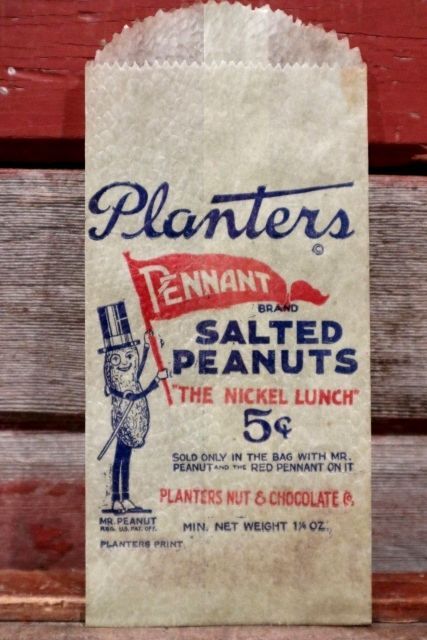 Planters
©
PENNANT
BRAND
SALTED
PEANUTS
"THE NICKEL LUNCH"
5¢
SOLD ONLY IN THE BAG WITH MR.
PEANUT AND THE RED PENNANT ON IT
PLANTERS NUT & CHOCOLATE Co.
MR. PEANUT
REG. U.S. PAT. OFF.
MIN. NET WEIGHT 1¼ OZ.
PLANTERS PRINT